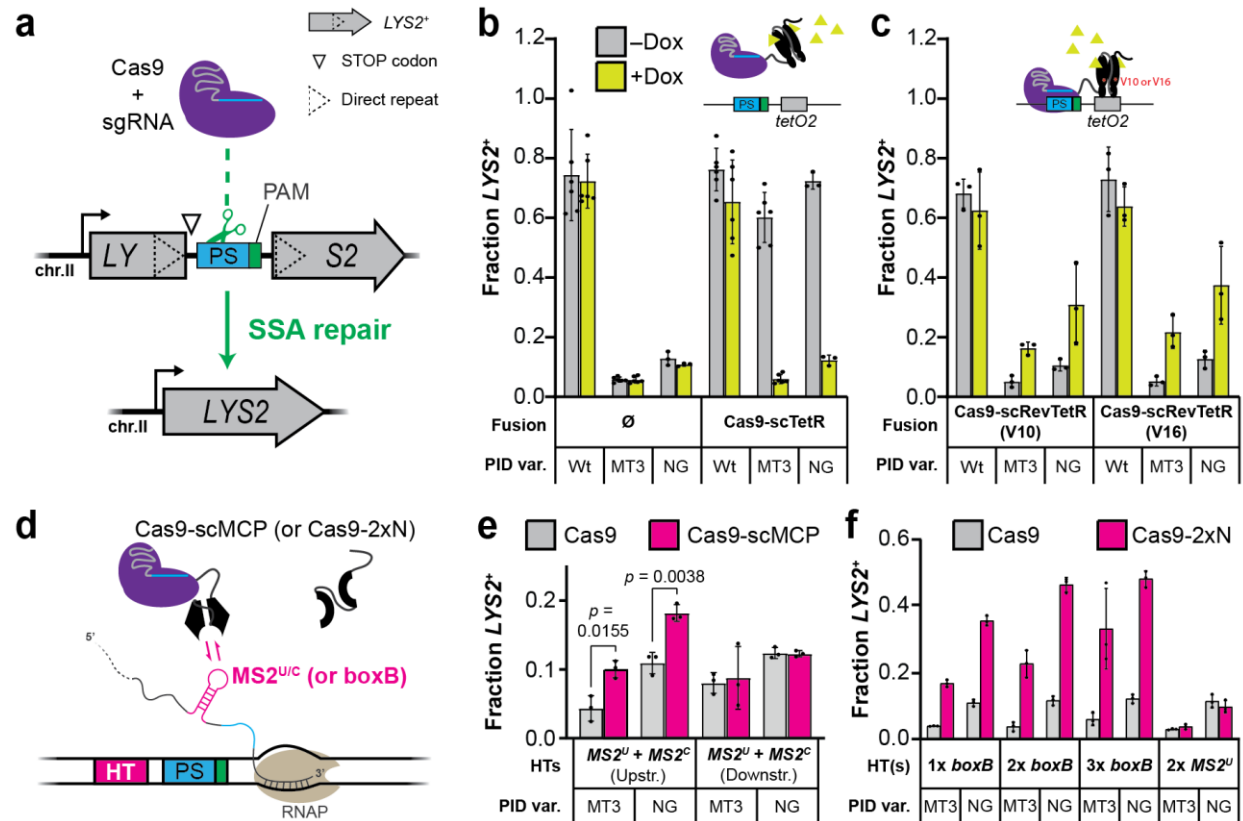 a
LYS2+
STOP codon
Direct repeat
Cas9
+
sgRNA
PAM
LY
PS
S2
chr.II
SSA repair
LYS2
chr.II
b
–Dox
+Dox
PS
tetO2
Fraction LYS2+
1.2
1.0
0.8
0.6
0.4
0.2
0.0
Fusion
Ø
Cas9-scTetR
PID var.
Wt
MT3
NG
Wt
MT3
NG
c
V10 or V16
PS
tetO2
Fraction LYS2+
1.2
1.0
0.8
0.6
0.4
0.2
0.0
Fusion
Cas9-scRevTetR
(V10)
Cas9-scRevTetR
(V16)
PID var.
Wt
MT3
NG
Wt
MT3
NG
d
Cas9-scMCP (or Cas9-2xN)
5'
MS2U/C (or boxB)
HT
PS
3'
RNAP
e
Cas9
Cas9-scMCP
Fraction LYS2+
0.2
0.1
0.0
p =
0.0155
p = 0.0038
HTs
MS2U + MS2C
(Upstr.)
MS2U + MS2C
(Downstr.)
PID var.
MT3
NG
MT3
NG
f
Cas9
Cas9-2xN
Fraction LYS2+
0.6
0.4
0.2
0.0
HT(s)
1x boxB
2x boxB
3x boxB
2x MS2U
PID var.
MT3
NG
MT3
NG
MT3
NG
MT3
NG